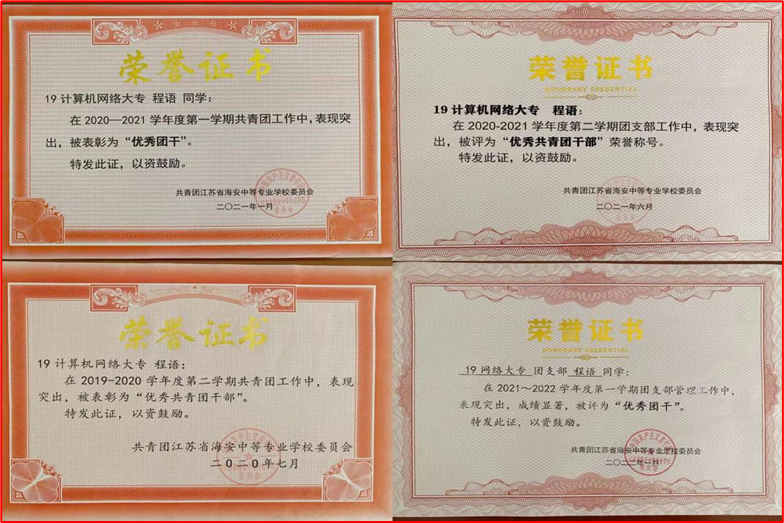 荣誉证书
19计算机网络大专 程语 同学：
在2020—2021学年度第一学期共青团工作中，表现突
出，被表彰为“优秀团干”。
特发此证，以资鼓励。
共青团江苏省海安中等专业学校委员会
二〇二一年一月
荣誉证书
HONORARY CREDENTIAL
19计算机网络大专 程语：
在2020-2021学年度第二学期团支部工作中，表现突
出，被评为“优秀共青团干部”荣誉称号。
特发此证，以资鼓励。
共青团江苏省海安中等专业学校委员会
二〇二一年六月
荣誉证书
19计算机网络大专 程语：
在2019-2020学年度第二学期共青团工作中，表现
突出，被表彰为“优秀共青团干部”。
特发此证，以资鼓励。
共青团江苏省海安中等专业学校委员会
二〇二〇年七月
荣誉证书
HONORARY CREDENTIAL
19网络大专 团支部 程语 同学：
在2021～2022学年度第一学期团支部管理工作中，
表现突出，成绩显著，被评为“优秀团干”。
特发此证，以资鼓励。
共青团江苏省海安中等专业学校委员会
二〇二二年一月